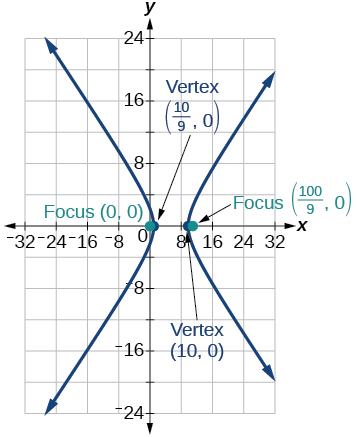 y
24
16
8
0
−8
−16
−24
−32 −24 −16 −8 8 16 24 32
x
Vertex
(10/9, 0)
Focus (0, 0)
Focus (100/9, 0)
Vertex
(10, 0)